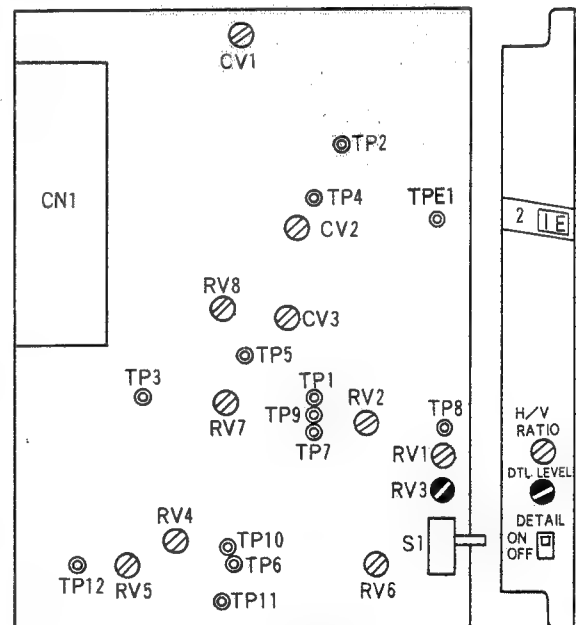 CV1
TP2
CN1
TP4
TPE1
2 IE
CV2
RV8
CV3
TP5
TP3
TP1
RV2
H/V
RATIO
TP9
TP8
RV7
TP7
RV1
DTL LEVEL
RV3
RV4
DETAIL
S1
ON
OFF
TP10
TP6
TP12
RV5
RV6
TP11